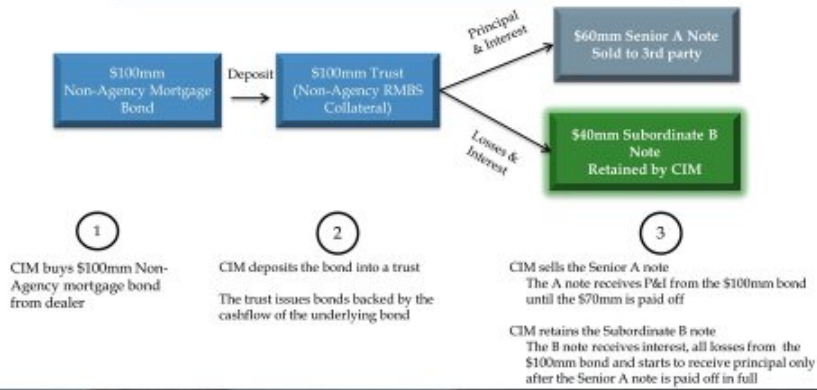 $100mm
Non-Agency Mortgage
Bond
Deposit
$100mm Trust
(Non-Agency RMBS
Collateral)
Principal
& Interest
$60mm Senior A Note
Sold to 3rd party
Losses &
Interest
$40mm Subordinate B
Note
Retained by CIM
1
CIM buys $100mm Non-
Agency mortgage bond
from dealer
2
CIM deposits the bond into a trust
The trust issues bonds backed by the
cashflow of the underlying bond
3
CIM sells the Senior A note
The A note receives P&I from the $100mm bond
until the $70mm is paid off
CIM retains the Subordinate B note
The B note receives interest, all losses from the
$100mm bond and starts to receive principal only
after the Senior A note is paid off in full